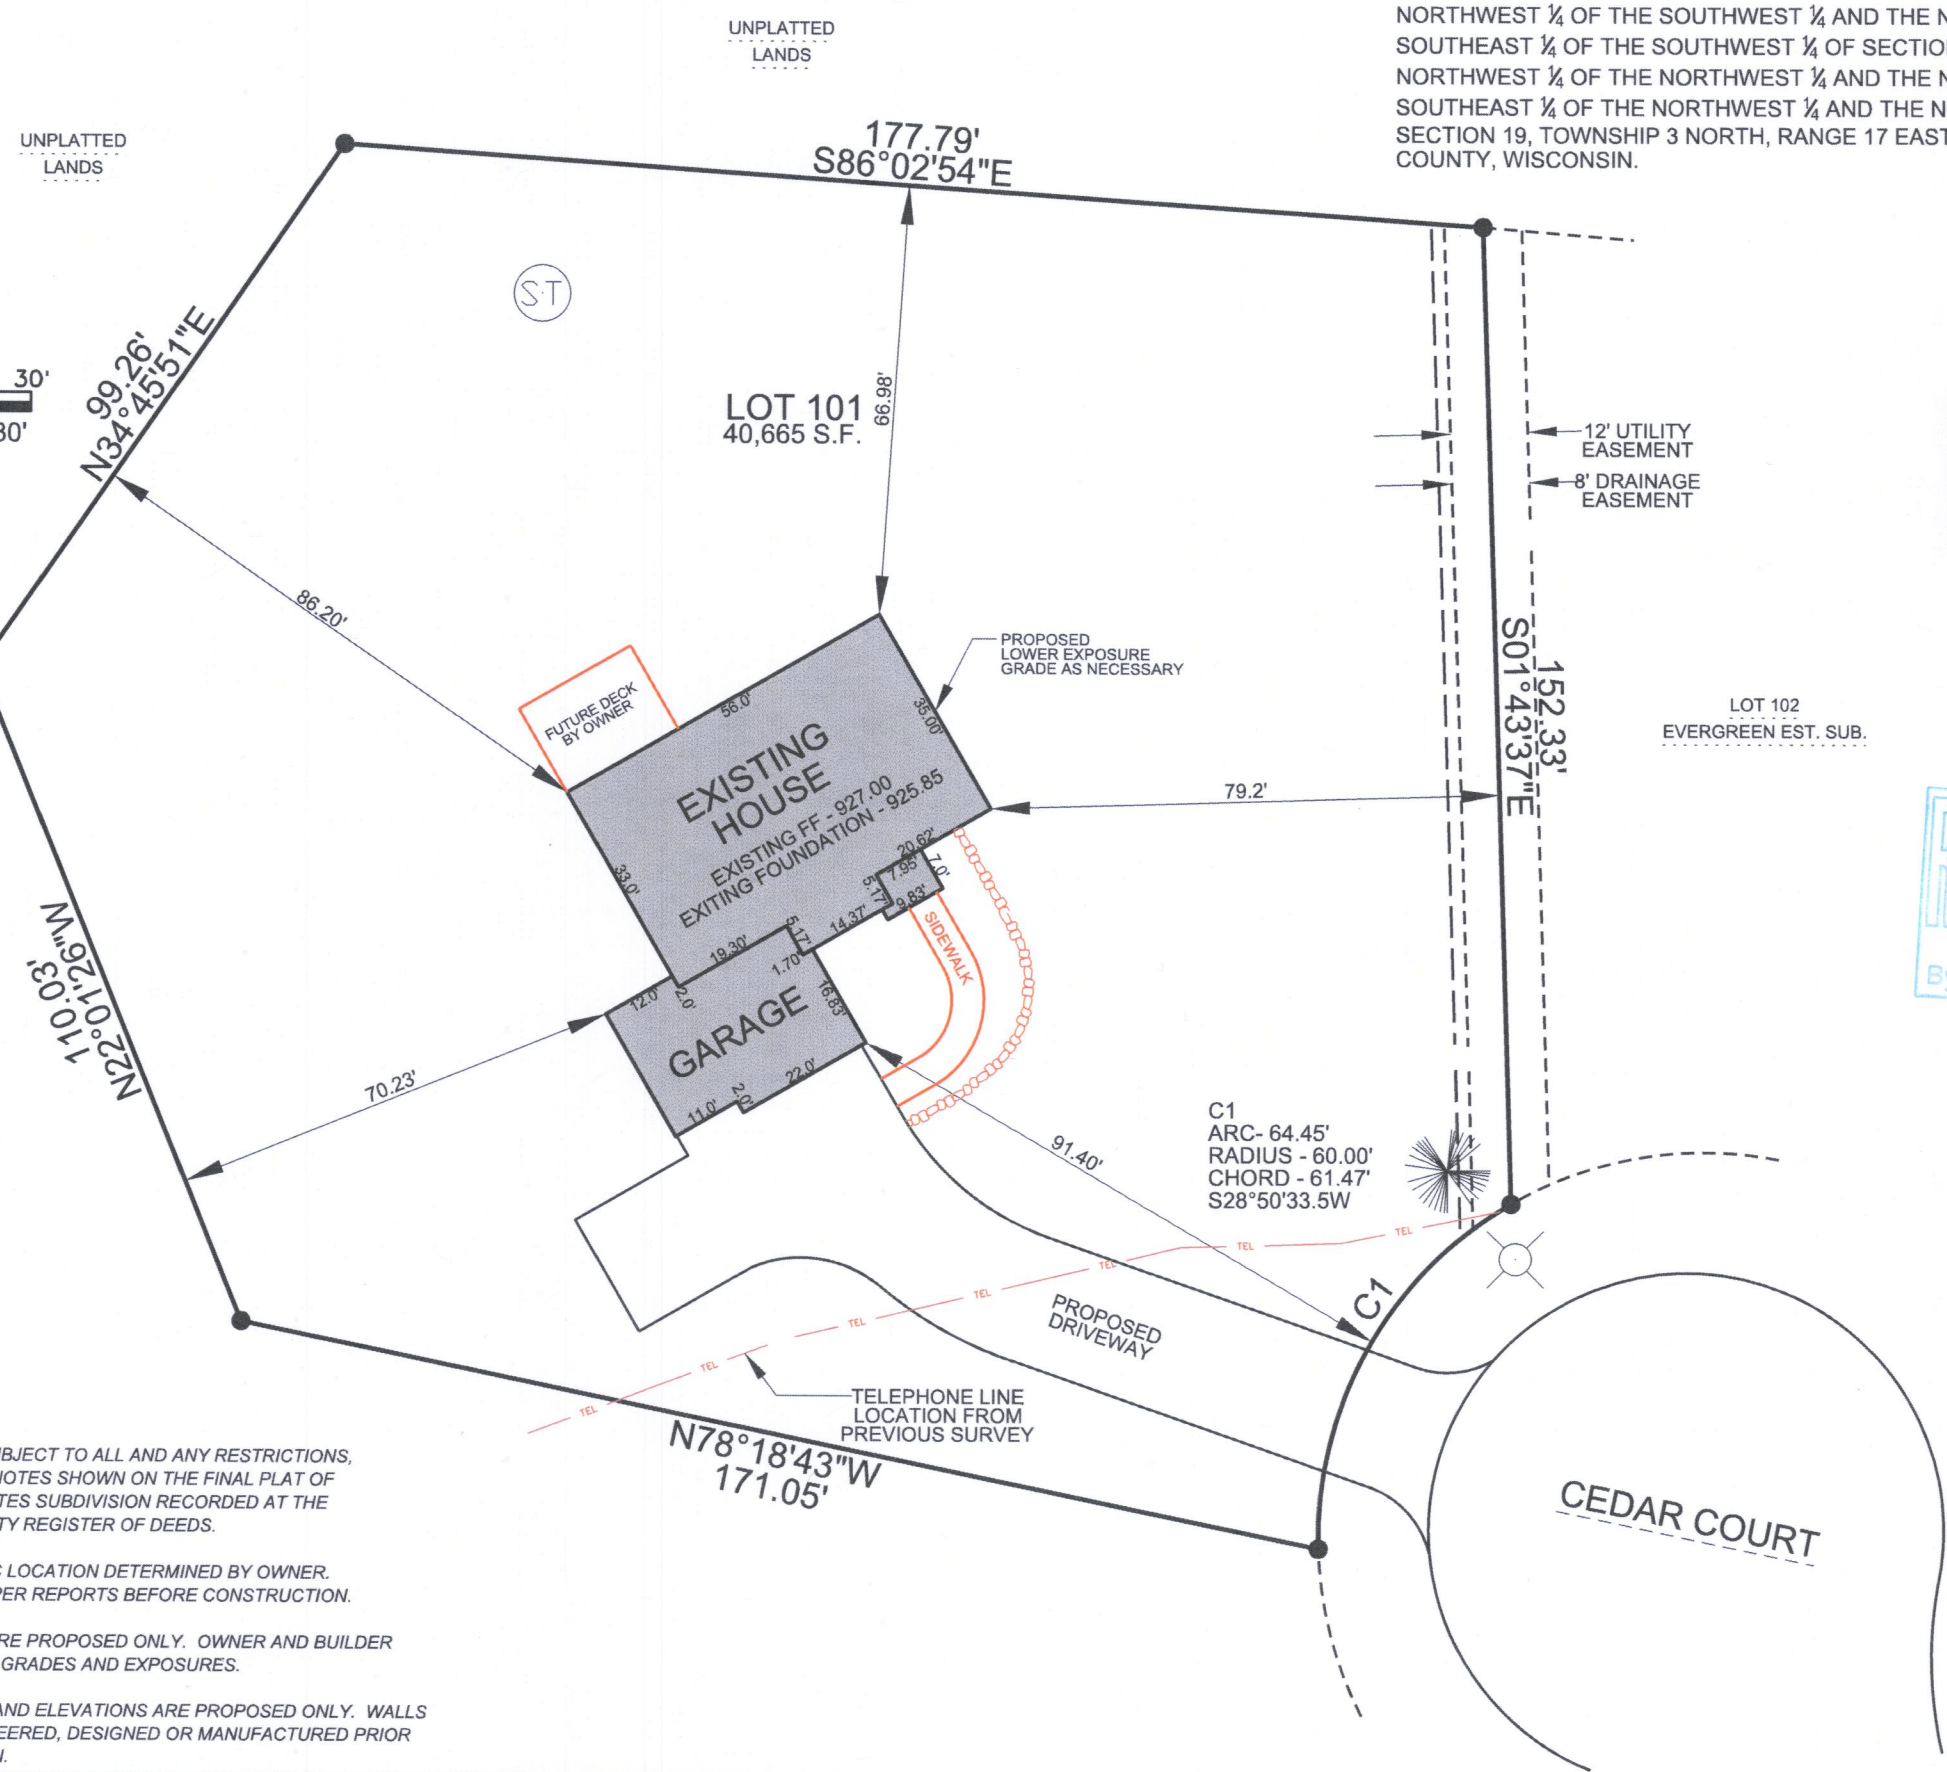 UNPLATTED
LANDS
NORTHWEST ¼ OF THE SOUTHWEST ¼ AND THE N
SOUTHEAST ¼ OF THE SOUTHWEST ¼ OF SECTIO
NORTHWEST ¼ OF THE NORTHWEST ¼ AND THE N
SOUTHEAST ¼ OF THE NORTHWEST ¼ AND THE N
SECTION 19, TOWNSHIP 3 NORTH, RANGE 17 EAST
COUNTY, WISCONSIN.
UNPLATTED
LANDS
177.79'
S86°02'54"E
S.T
99.26'
N34°45'51"E
30'
30'
LOT 101
40,665 S.F.
66.98'
12' UTILITY
EASEMENT
8' DRAINAGE
EASEMENT
86.20'
PROPOSED
LOWER EXPOSURE
GRADE AS NECESSARY
152.33'
S01°43'37"E
LOT 102
EVERGREEN EST. SUB.
FUTURE DECK
BY OWNER
56.0'
35.00'
EXISTING
HOUSE
EXISTING FF - 927.00
EXITING FOUNDATION - 925.85
79.2'
33.0'
20.62'
7.95'
7.0'
5.17'
9.83'
14.37'
5.17'
19.30'
1.70'
SIDEWALK
110.03'
N22°01'26"W
12.0'
2.0'
16.83'
GARAGE
22.0'
2.0'
11.0'
70.23'
91.40'
C1
ARC- 64.45'
RADIUS - 60.00'
CHORD - 61.47'
S28°50'33.5W
TEL
TEL
TEL
TEL
TEL
TEL
TEL
C1
PROPOSED
DRIVEWAY
TELEPHONE LINE
LOCATION FROM
PREVIOUS SURVEY
N78°18'43"W
171.05'
CEDAR COURT
BJECT TO ALL AND ANY RESTRICTIONS,
NOTES SHOWN ON THE FINAL PLAT OF
TES SUBDIVISION RECORDED AT THE
TY REGISTER OF DEEDS.
LOCATION DETERMINED BY OWNER.
PER REPORTS BEFORE CONSTRUCTION.
RE PROPOSED ONLY. OWNER AND BUILDER
GRADES AND EXPOSURES.
AND ELEVATIONS ARE PROPOSED ONLY. WALLS
EERED, DESIGNED OR MANUFACTURED PRIOR